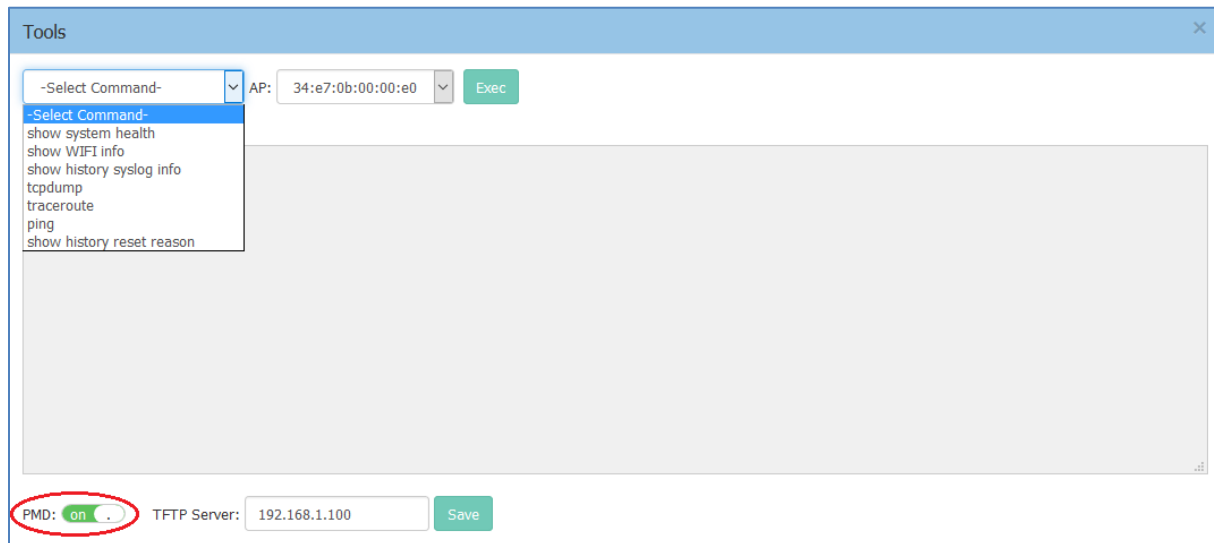 Tools
×
-Select Command- AP: 34:e7:0b:00:00:e0 Exec
-Select Command-
show system health
show WIFI info
show history syslog info
tcpdump
traceroute
ping
show history reset reason
PMD: on . TFTP Server: 192.168.1.100 Save